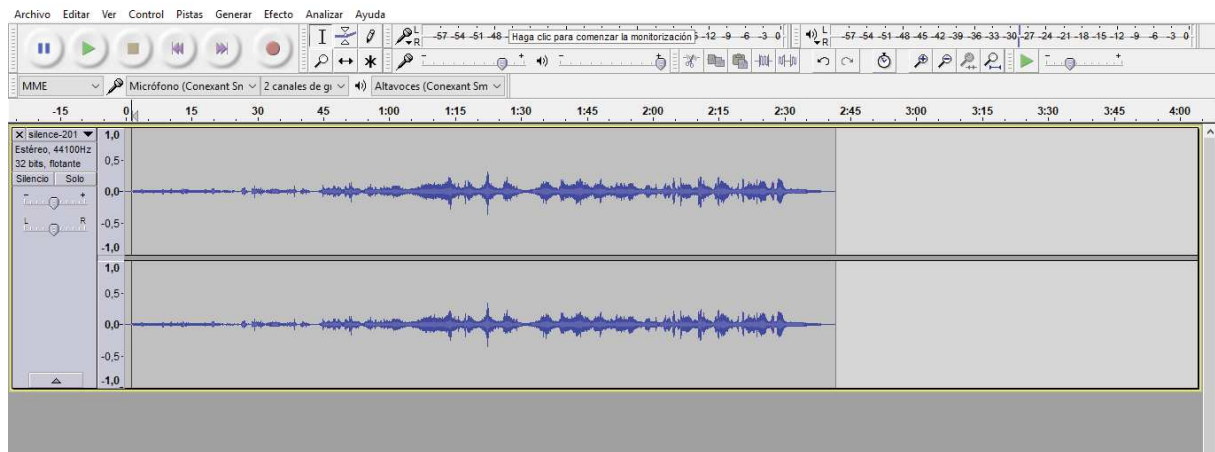 Archivo Editar Ver Control Pistas Generar Efecto Analizar Ayuda
L R -57 -54 -51 -48 - Haga clic para comenzar la monitorización -12 -9 -6 -3 0 L R -57 -54 -51 -48 -45 -42 -39 -36 -33 -30 -27 -24 -21 -18 -15 -12 -9 -6 -3 0
MME Micrófono (Conexant Sn 2 canales de gi Altavoces (Conexant Sm
-15 0 15 30 45 1:00 1:15 1:30 1:45 2:00 2:15 2:30 2:45 3:00 3:15 3:30 3:45 4:00
X silence-201 1,0
Estéreo, 44100Hz
32 bits, flotante 0,5-
Silencio Solo
- + 0,0-
L R -0,5-
-1,0
1,0
0,5-
0,0-
-0,5-
-1,0